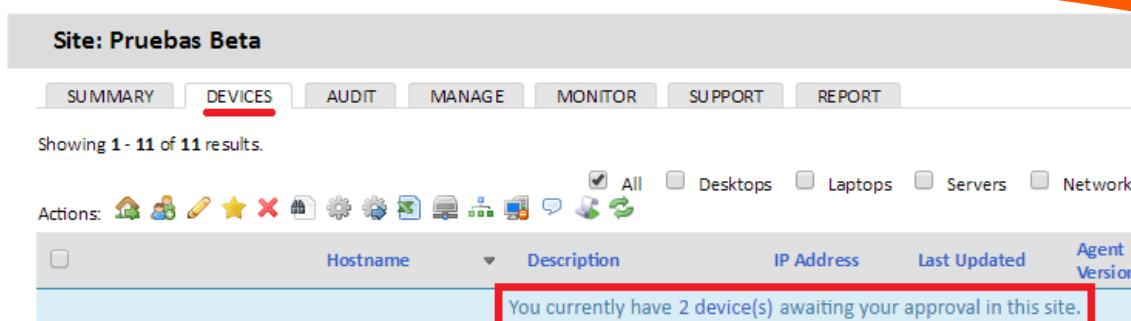 Site: Pruebas Beta
SUMMARY DEVICES AUDIT MANAGE MONITOR SUPPORT REPORT
Showing 1 - 11 of 11 results.
All Desktops Laptops Servers Network
Actions:
Hostname Description IP Address Last Updated Agent
Version
You currently have 2 device(s) awaiting your approval in this site.